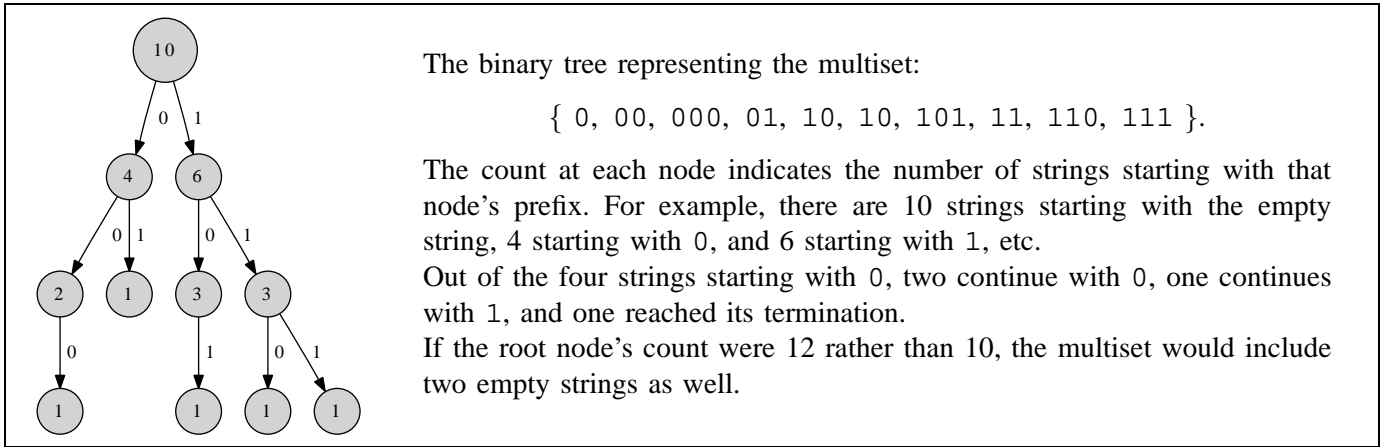 10
0 1
4 6
0 1 0 1
2 1 3 3
0 1 0 1
1 1 1 1
The binary tree representing the multiset:
{ 0, 00, 000, 01, 10, 10, 101, 11, 110, 111 }.
The count at each node indicates the number of strings starting with that
node's prefix. For example, there are 10 strings starting with the empty
string, 4 starting with 0, and 6 starting with 1, etc.
Out of the four strings starting with 0, two continue with 0, one continues
with 1, and one reached its termination.
If the root node's count were 12 rather than 10, the multiset would include
two empty strings as well.